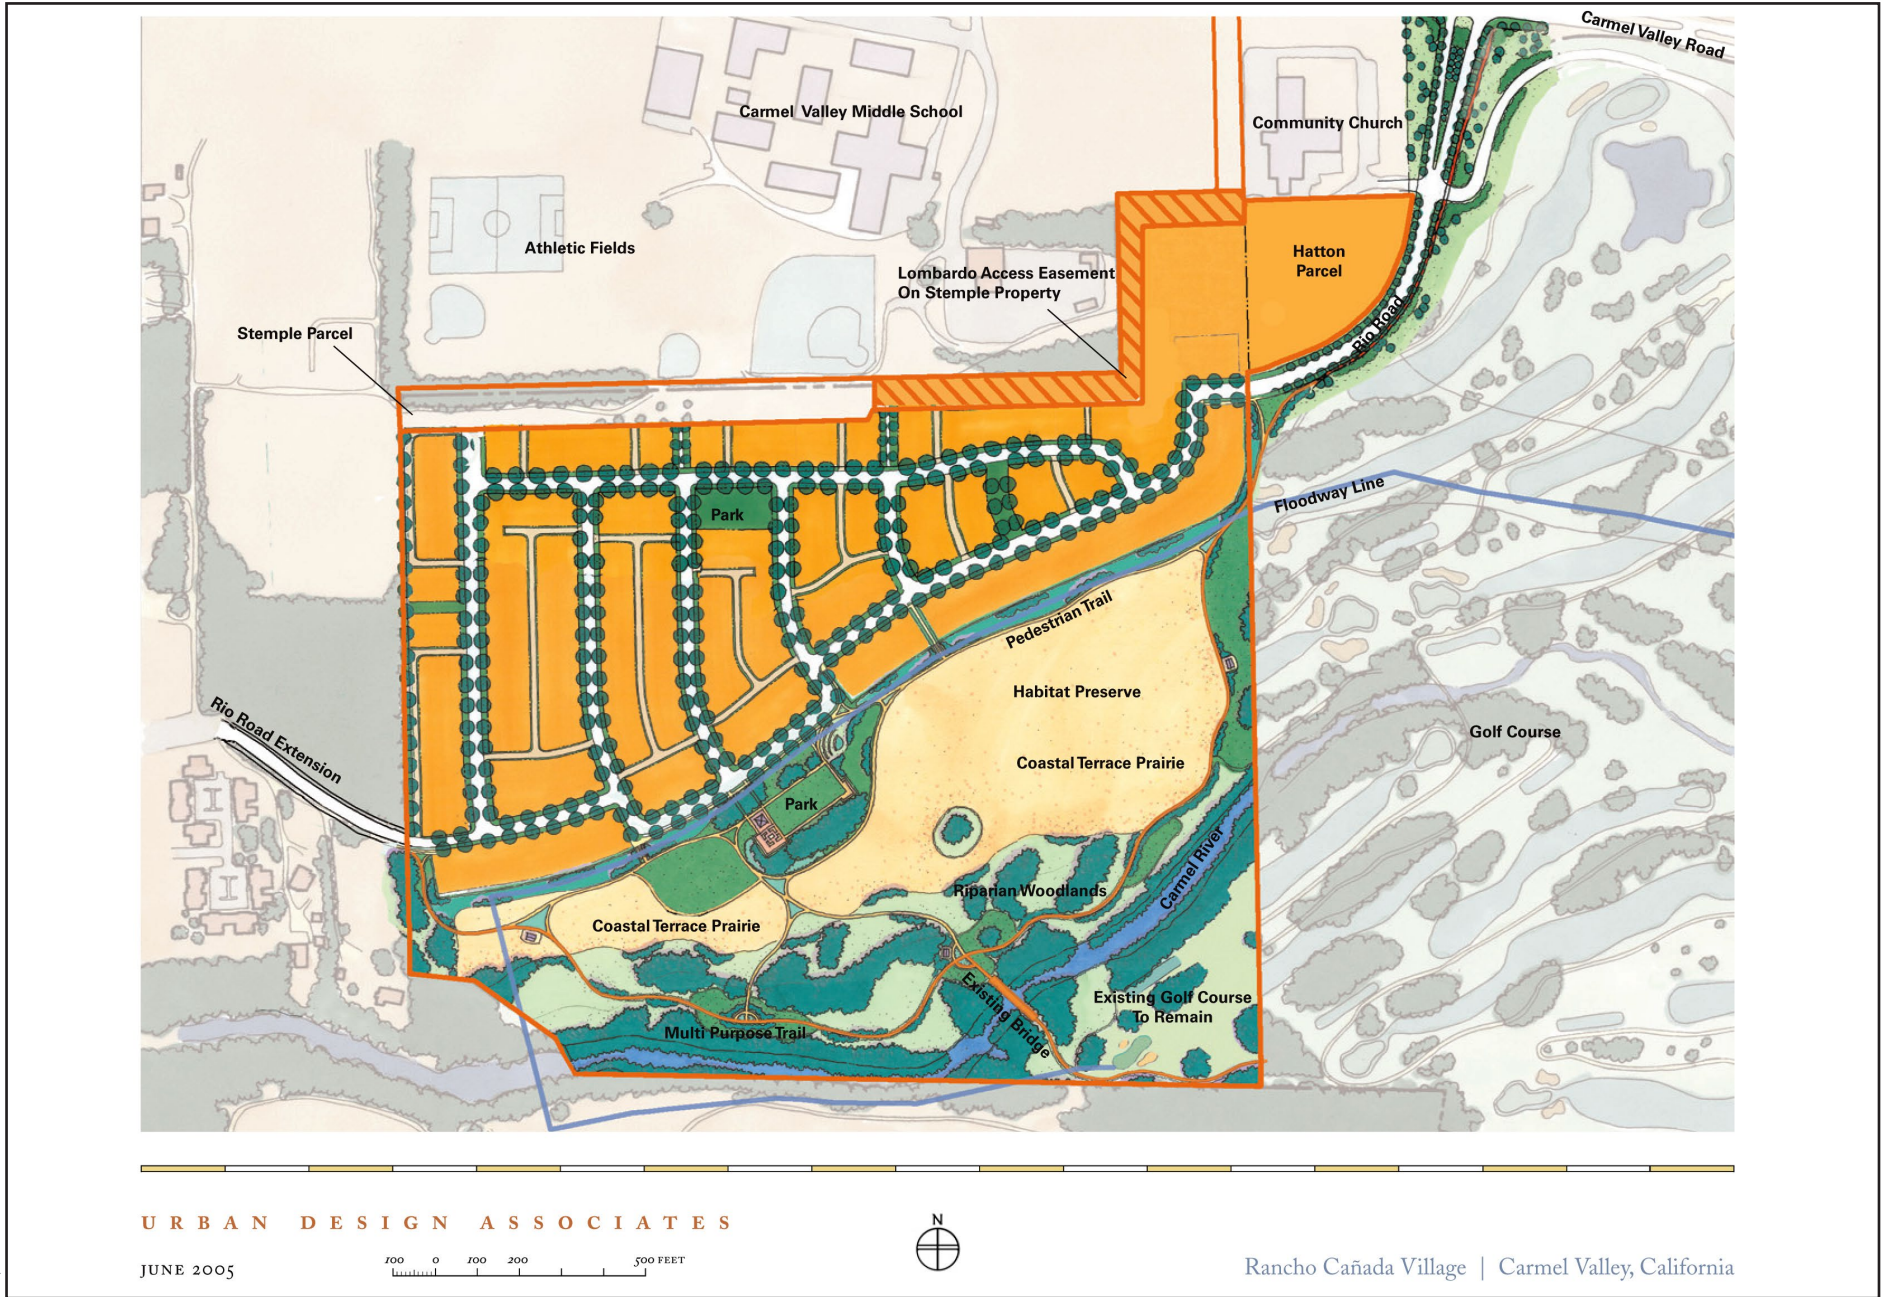 Carmel Valley Road
Carmel Valley Middle School
Community Church
Athletic Fields
Hatton
Parcel
Lombardo Access Easement
On Stemple Property
Rio Road
Stemple Parcel
Floodway Line
Park
Pedestrian Trail
Habitat Preserve
Rio Road Extension
Golf Course
Coastal Terrace Prairie
Park
Carmel River
Riparian Woodlands
Coastal Terrace Prairie
Existing Bridge
Existing Golf Course
To Remain
Multi Purpose Trail
URBAN DESIGN ASSOCIATES
N
100 0 100 200 500 FEET
JUNE 2005
Rancho Cañada Village | Carmel Valley, California